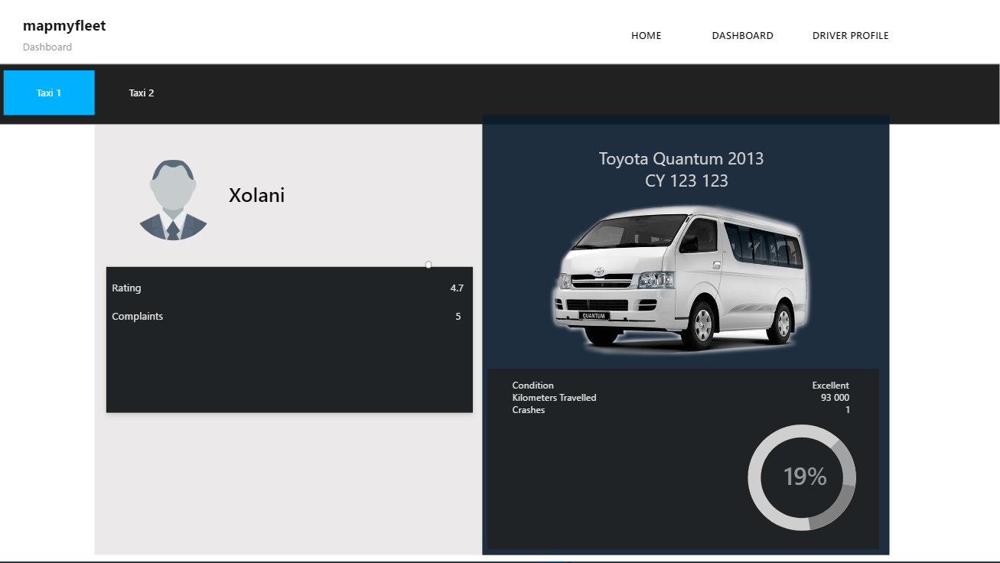 mapmyfleet
Dashboard
HOME DASHBOARD DRIVER PROFILE
Taxi 1 Taxi 2
Xolani
Rating 4.7
Complaints 5
Toyota Quantum 2013
CY 123 123
QUANTUM
Condition Excellent
Kilometers Travelled 93 000
Crashes 1
19%